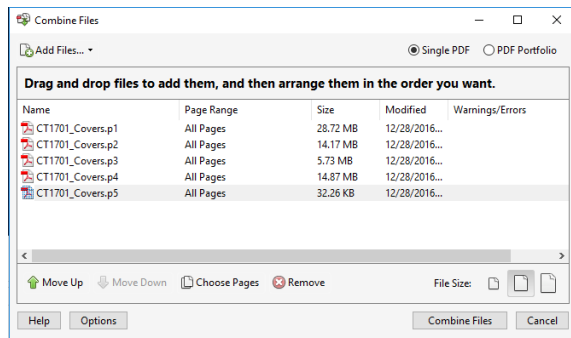 Combine Files
Add Files... Single PDF PDF Portfolio
Drag and drop files to add them, and then arrange them in the order you want.
Name Page Range Size Modified Warnings/Errors
CT1701_Covers.p1 All Pages 28.72 MB 12/28/2016...
CT1701_Covers.p2 All Pages 14.17 MB 12/28/2016...
CT1701_Covers.p3 All Pages 5.73 MB 12/28/2016...
CT1701_Covers.p4 All Pages 14.87 MB 12/28/2016...
CT1701_Covers.p5 All Pages 32.26 KB 12/28/2016...
Move Up Move Down Choose Pages Remove File Size:
Help Options Combine Files Cancel